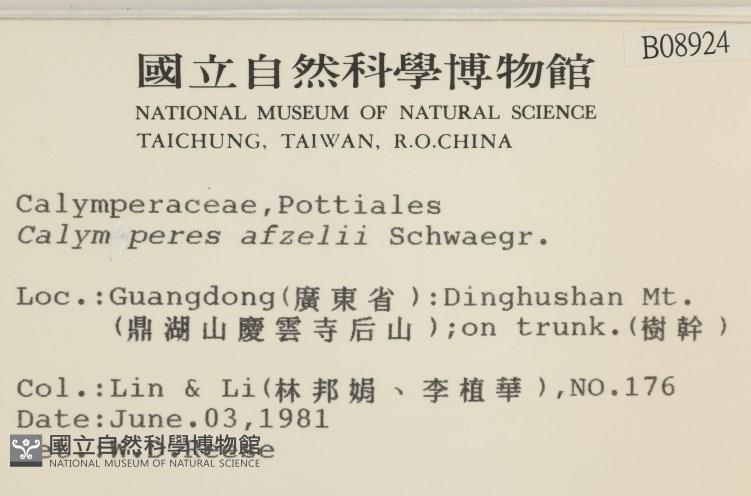 B08924
國立自然科學博物館
NATIONAL MUSEUM OF NATURAL SCIENCE
TAICHUNG, TAIWAN, R.O.CHINA
Calymperaceae,Pottiales
Calym peres afzelii Schwaegr.
Loc.:Guangdong(廣東省):Dinghushan Mt.
(鼎湖山慶雲寺后山);on trunk.(樹幹)
Col.:Lin & Li(林邦娟、李植華),NO.176
Date:June.03,1981
Det.:W.D.Reese
國立自然科學博物館
NATIONAL MUSEUM OF NATURAL SCIENCE